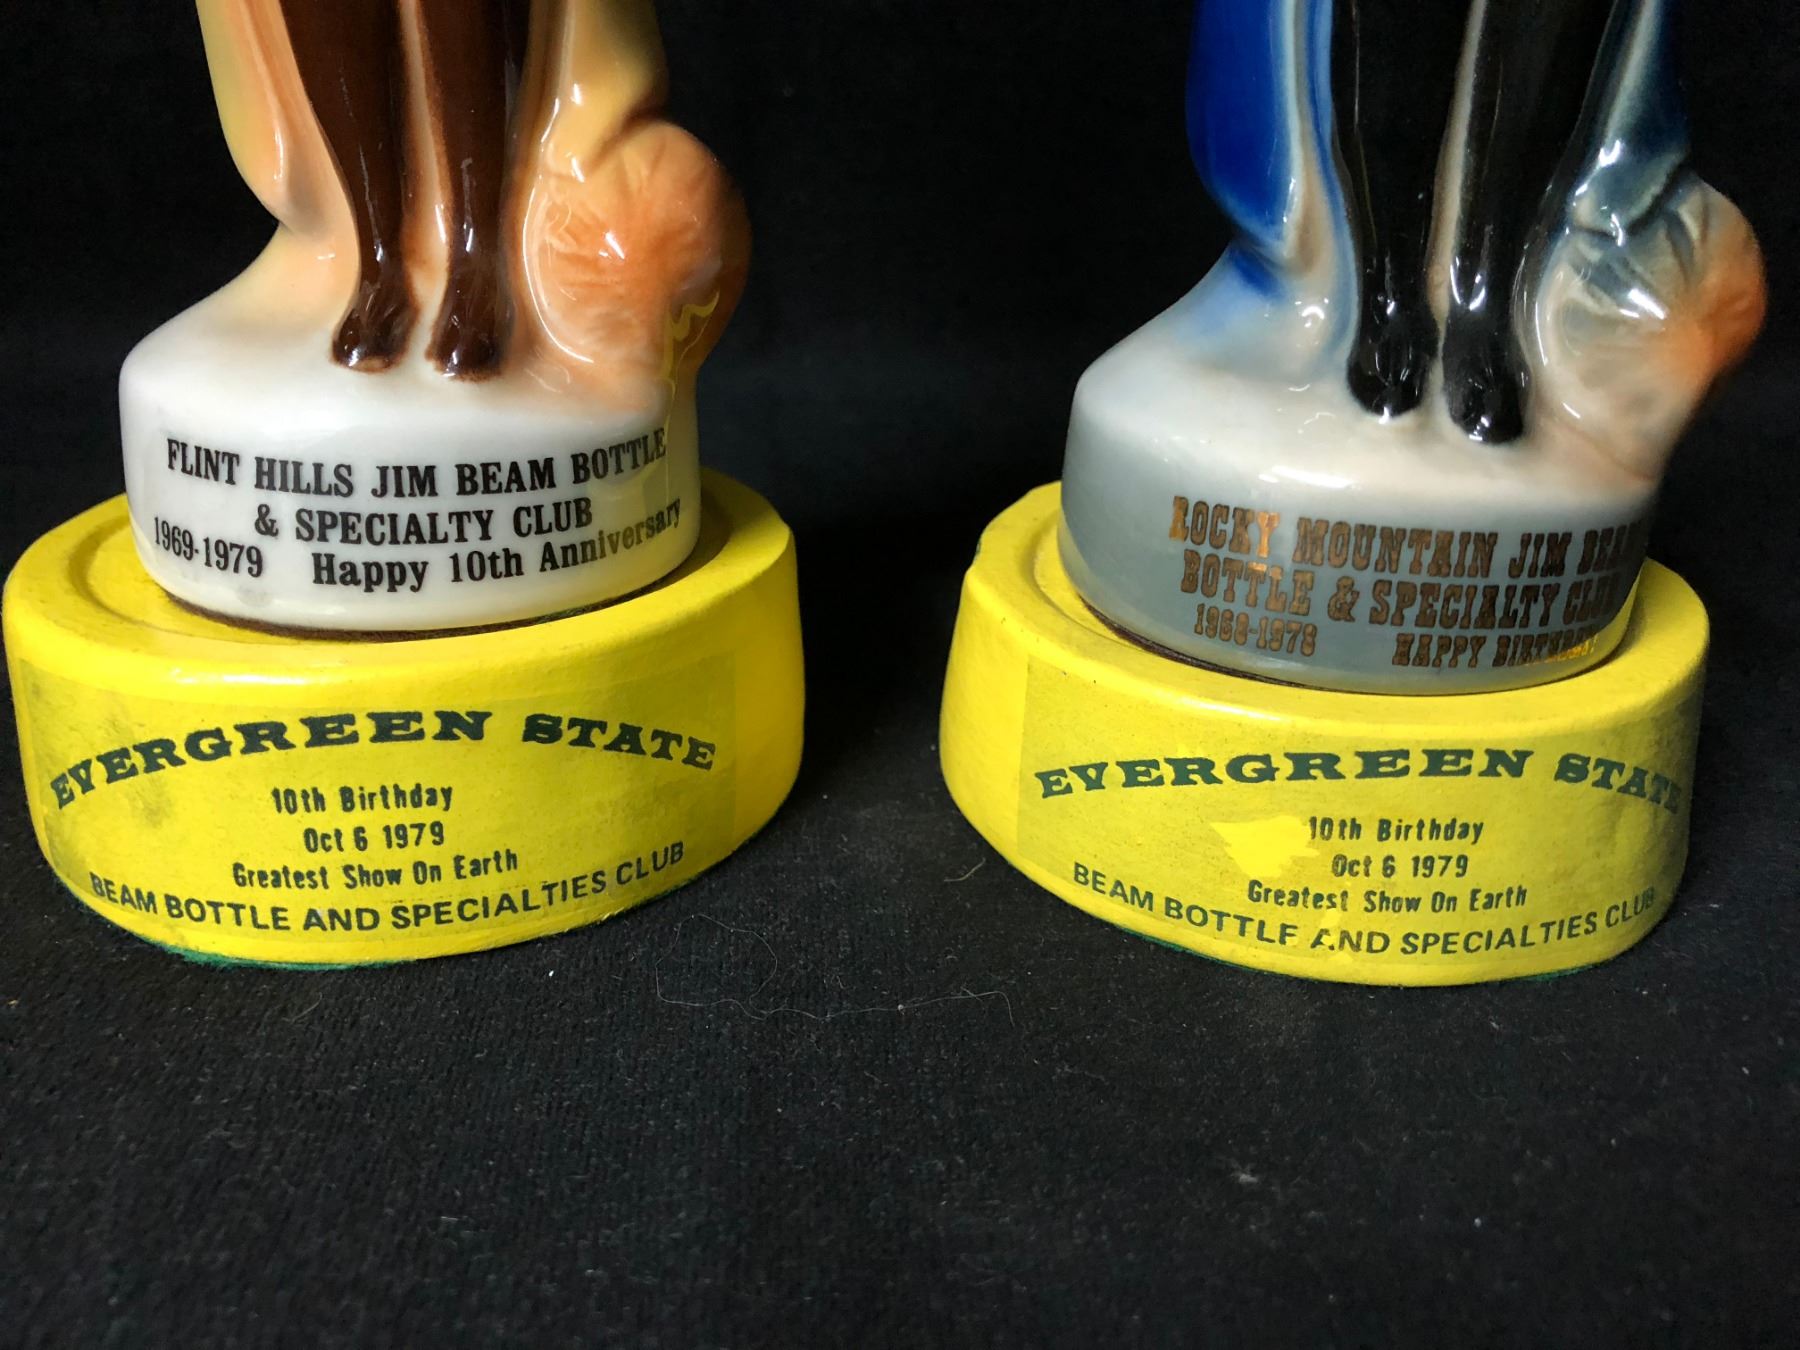 FLINT HILLS JIM BEAM BOTTLE
& SPECIALTY CLUB
1969-1979 Happy 10th Anniversary
EVERGREEN STATE
10th Birthday
Oct 6 1979
Greatest Show On Earth
BEAM BOTTLE AND SPECIALTIES CLUB
ROCKY MOUNTAIN JIM BEAM
BOTTLE & SPECIALTY CLUB
1968-1978 HAPPY BIRTHDAY!
EVERGREEN STATE
10th Birthday
Oct 6 1979
Greatest Show On Earth
BEAM BOTTLE AND SPECIALTIES CLUB